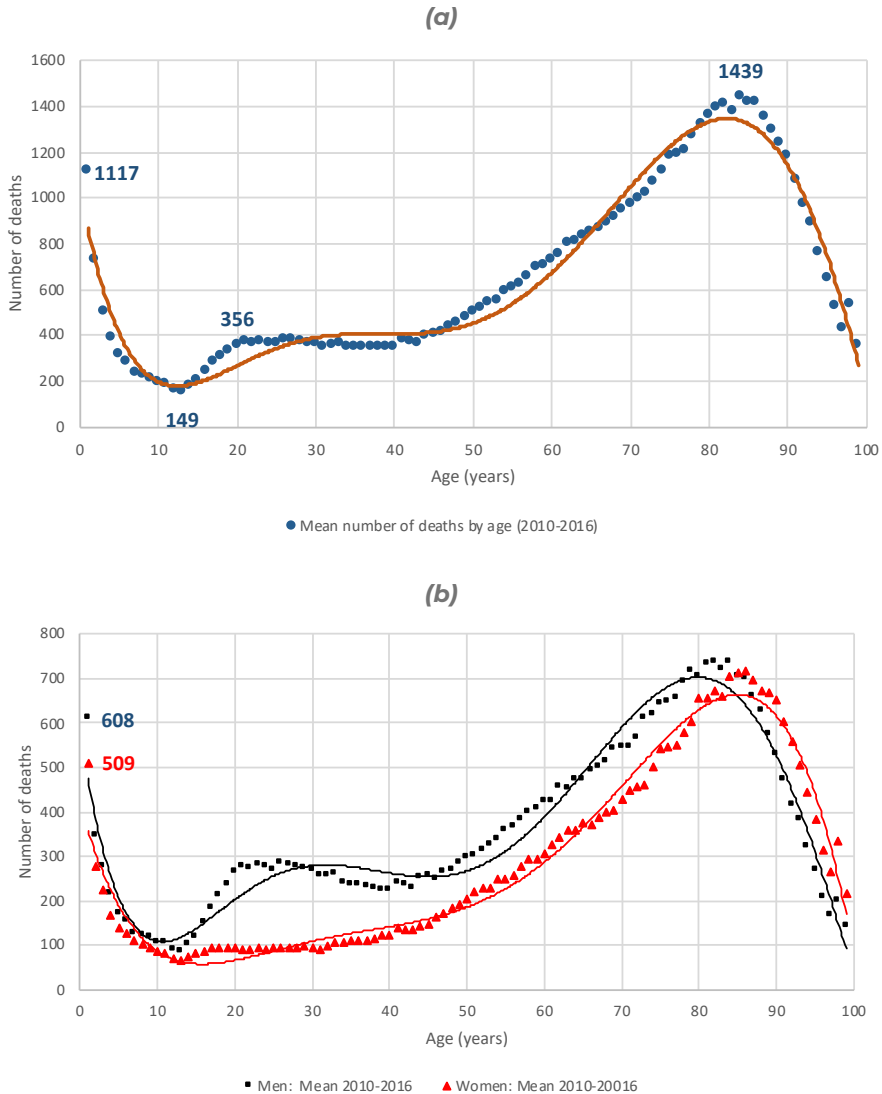 (a)
1600
1400
1200
1000
800
600
400
200
0
Number of deaths
1117
356
149
1439
0 10 20 30 40 50 60 70 80 90 100
Age (years)
Mean number of deaths by age (2010-2016)
(b)
800
700
600
500
400
300
200
100
0
Number of deaths
608
509
0 10 20 30 40 50 60 70 80 90 100
Age (years)
Men: Mean 2010-2016 Women: Mean 2010-20016